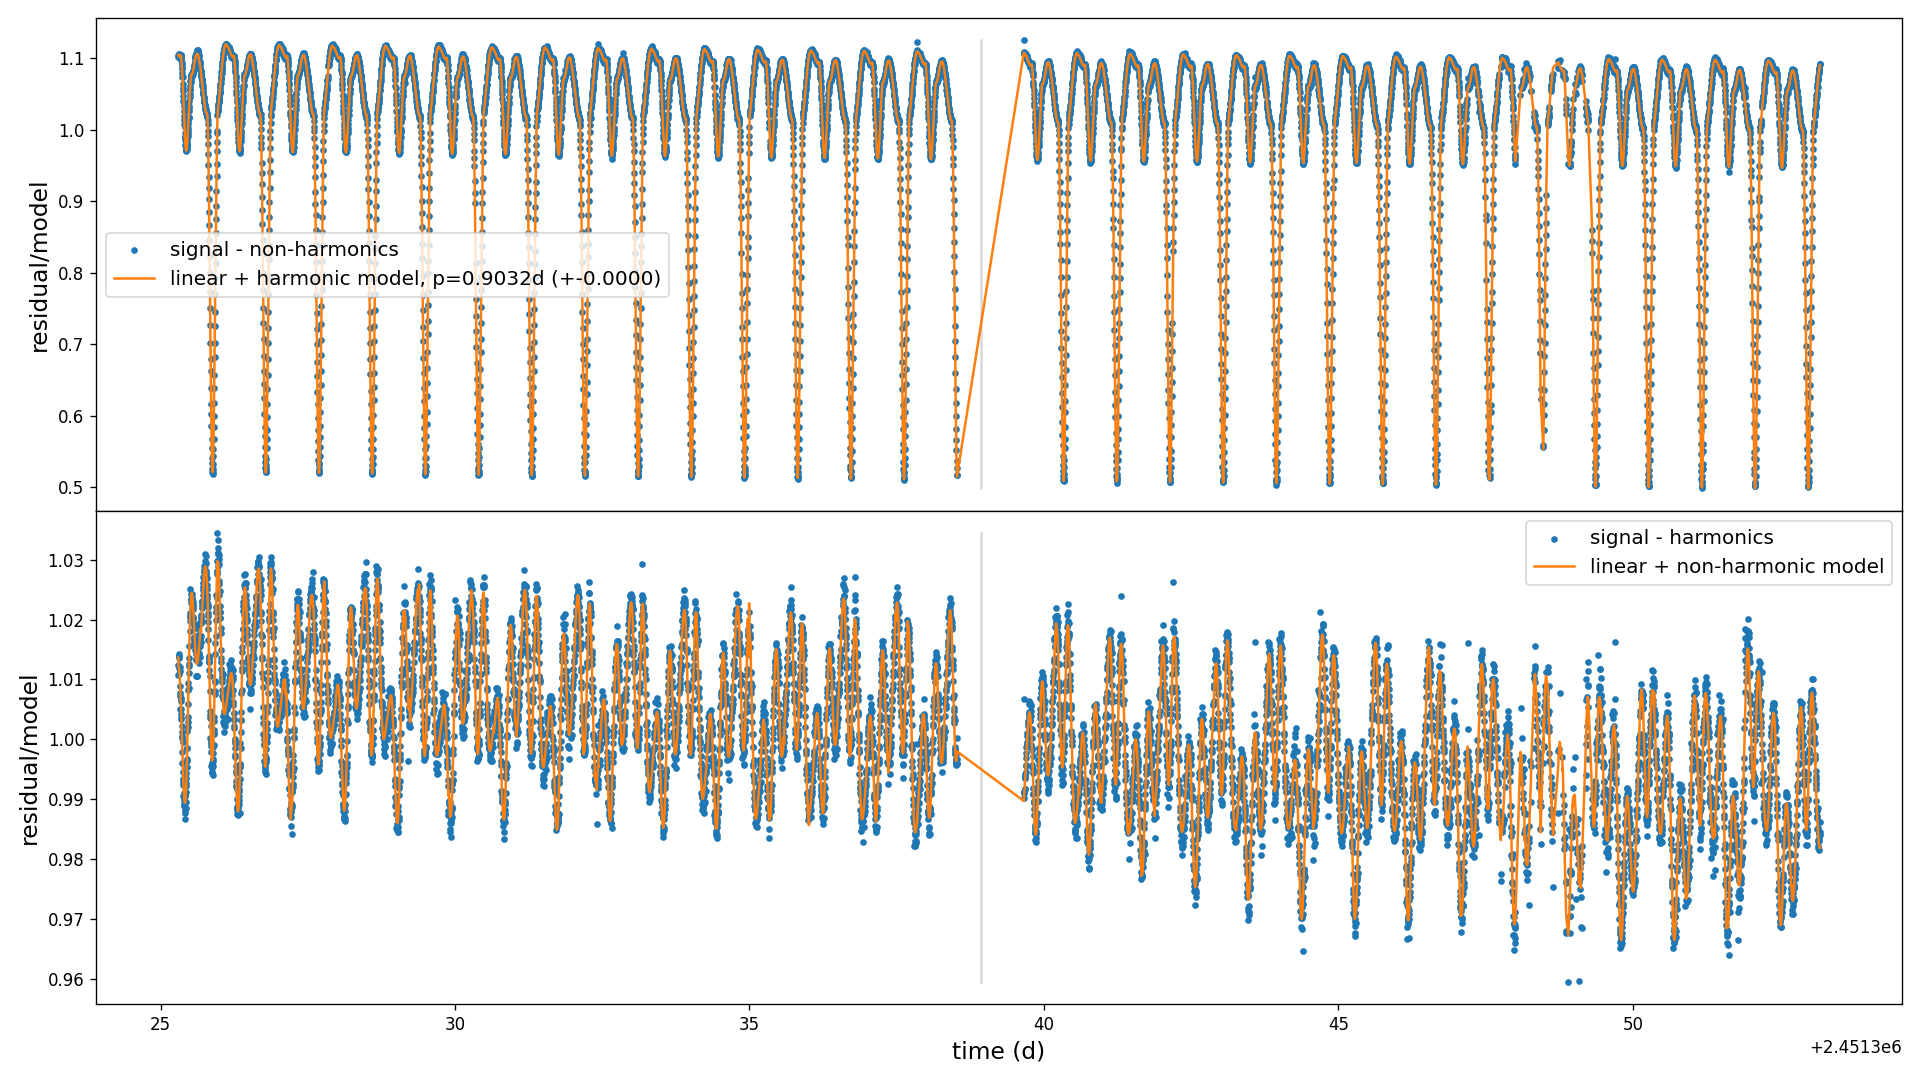 1.1
1.0
0.9
0.8
0.7
0.6
0.5
residual/model
signal - non-harmonics
linear + harmonic model, p=0.9032d (+-0.0000)
1.03
1.02
1.01
1.00
0.99
0.98
0.97
0.96
residual/model
signal - harmonics
linear + non-harmonic model
25
30
35
40
45
50
time (d)
+2.4513e6